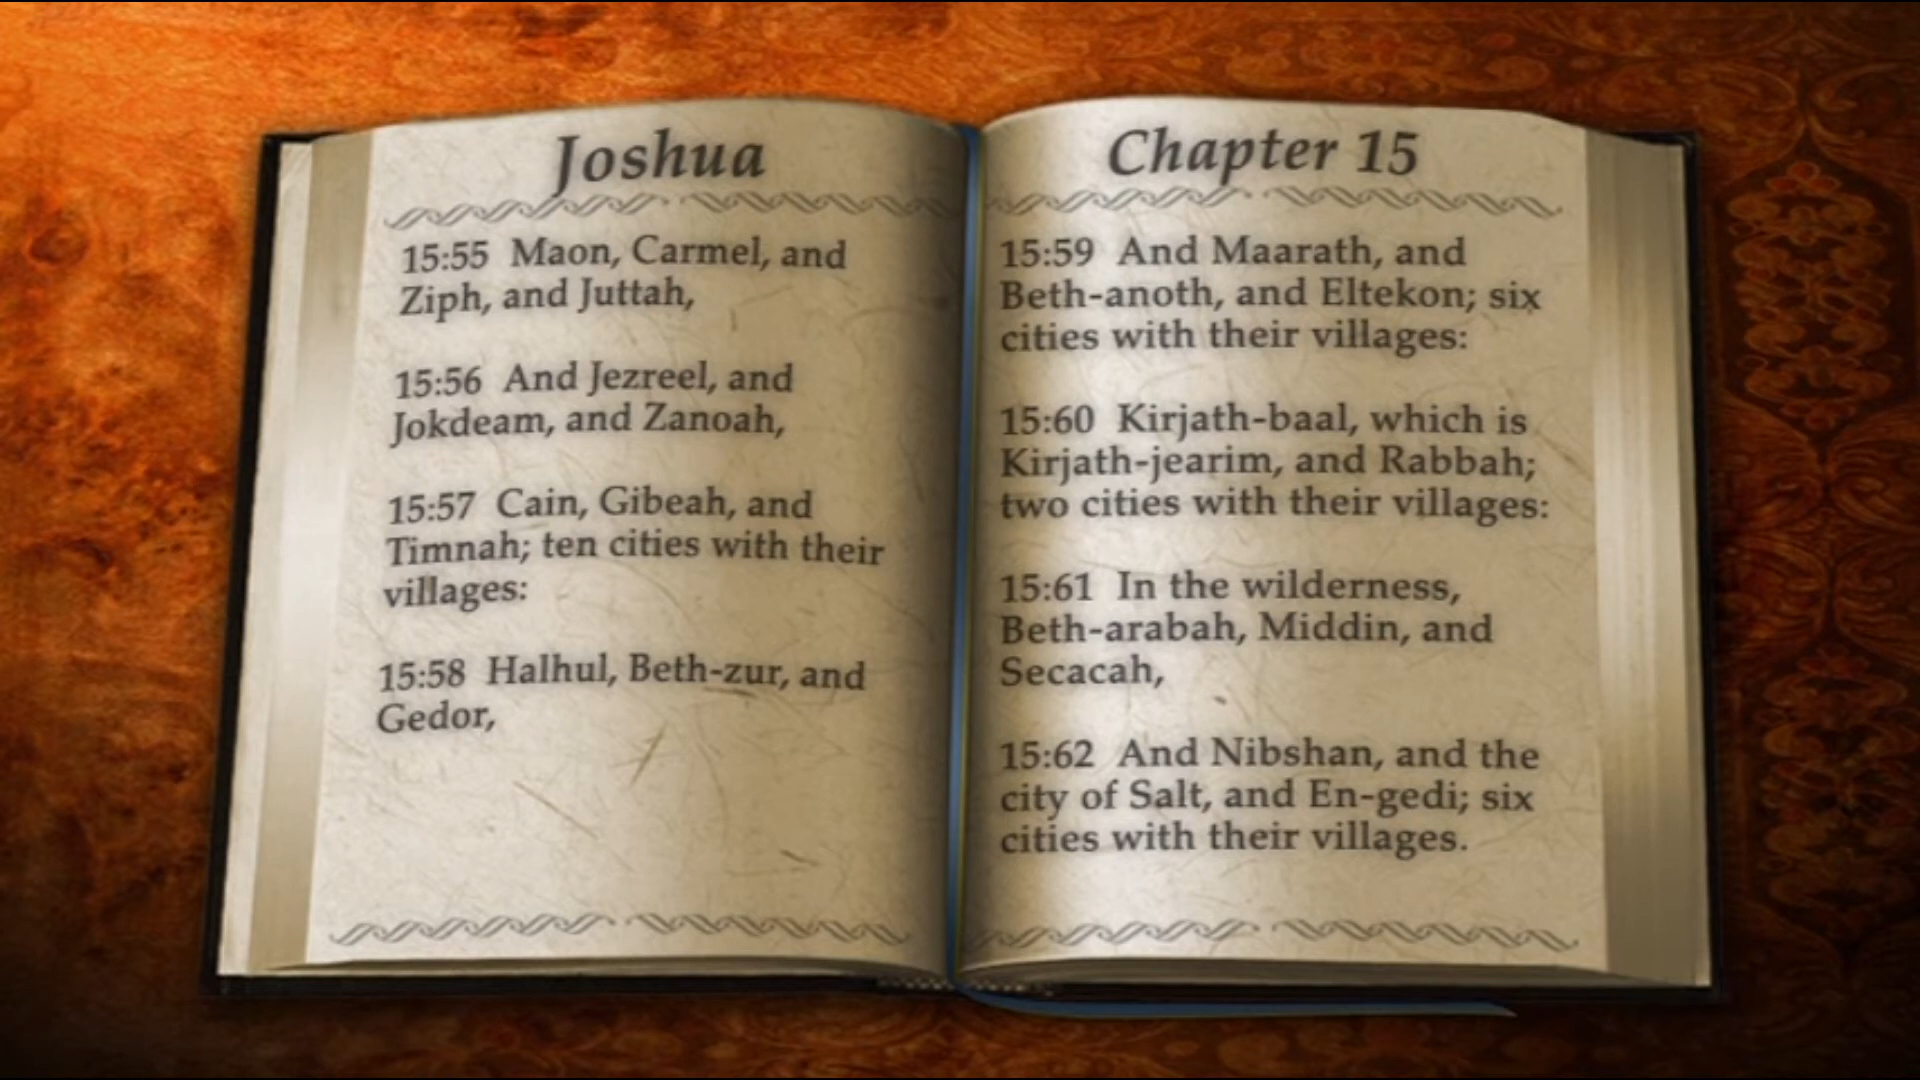 Joshua
15:55 Maon, Carmel, and
Ziph, and Juttah,
15:56 And Jezreel, and
Jokdeam, and Zanoah,
15:57 Cain, Gibeah, and
Timnah; ten cities with their
villages:
15:58 Halhul, Beth-zur, and
Gedor,
Chapter 15
15:59 And Maarath, and
Beth-anoth, and Eltekon; six
cities with their villages:
15:60 Kirjath-baal, which is
Kirjath-jearim, and Rabbah;
two cities with their villages:
15:61 In the wilderness,
Beth-arabah, Middin, and
Secacah,
15:62 And Nibshan, and the
city of Salt, and En-gedi; six
cities with their villages.